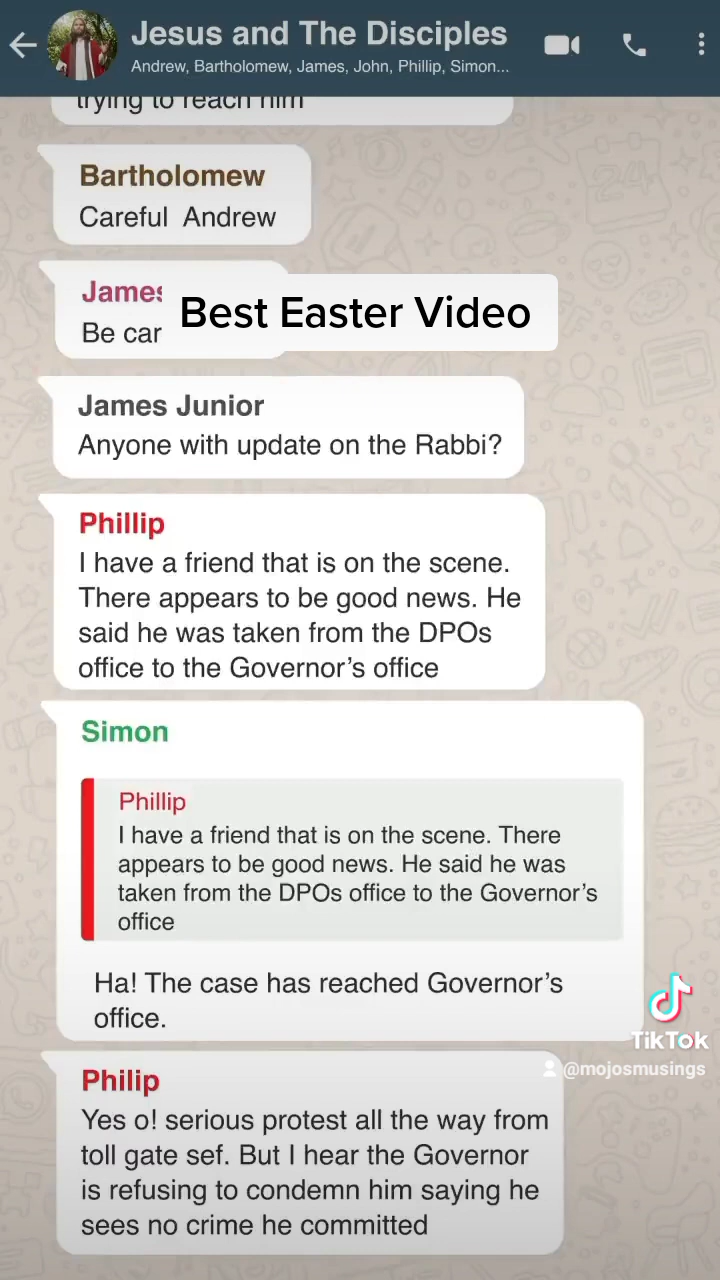 Jesus and The Disciples
Andrew, Bartholomew, James, John, Phillip, Simon...
trying to reach him
Bartholomew
Careful Andrew
James
Be car
Best Easter Video
James Junior
Anyone with update on the Rabbi?
Phillip
I have a friend that is on the scene.
There appears to be good news. He
said he was taken from the DPOs
office to the Governor's office
Simon
Phillip
I have a friend that is on the scene. There
appears to be good news. He said he was
taken from the DPOs office to the Governor's
office
Ha! The case has reached Governor's
office.
TikTok
@mojosmusings
Philip
Yes o! serious protest all the way from
toll gate sef. But I hear the Governor
is refusing to condemn him saying he
sees no crime he committed